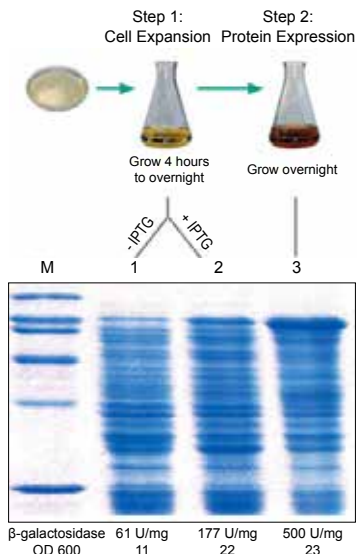 Step 1:
Cell Expansion
Step 2:
Protein Expression
Grow 4 hours
to overnight
Grow overnight
- IPTG
+ IPTG
M 1 2 3
β-galactosidase 61 U/mg 177 U/mg 500 U/mg
OD 600 11 22 23